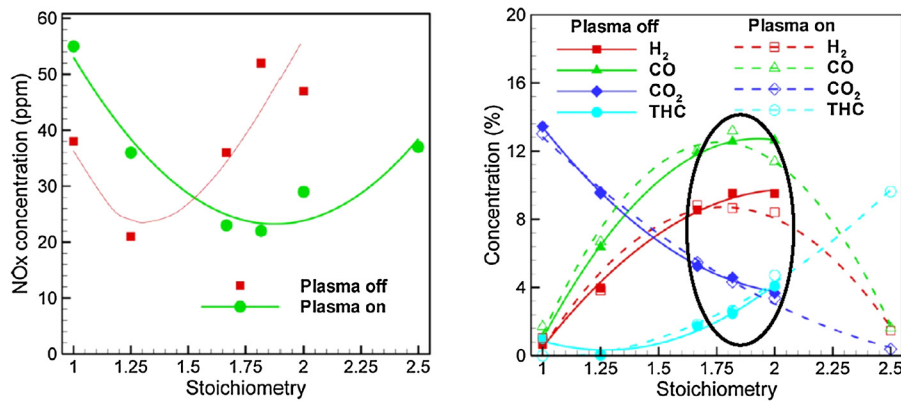 NOx concentration (ppm)
60
50
40
30
20
10
0
Plasma off
Plasma on
1 1.25 1.5 1.75 2 2.25 2.5
Stoichiometry
Concentration (%)
20
16
12
8
4
0
Plasma off Plasma on
H2 H2
CO CO
CO2 CO2
THC THC
1 1.25 1.5 1.75 2 2.25 2.5
Stoichiometry